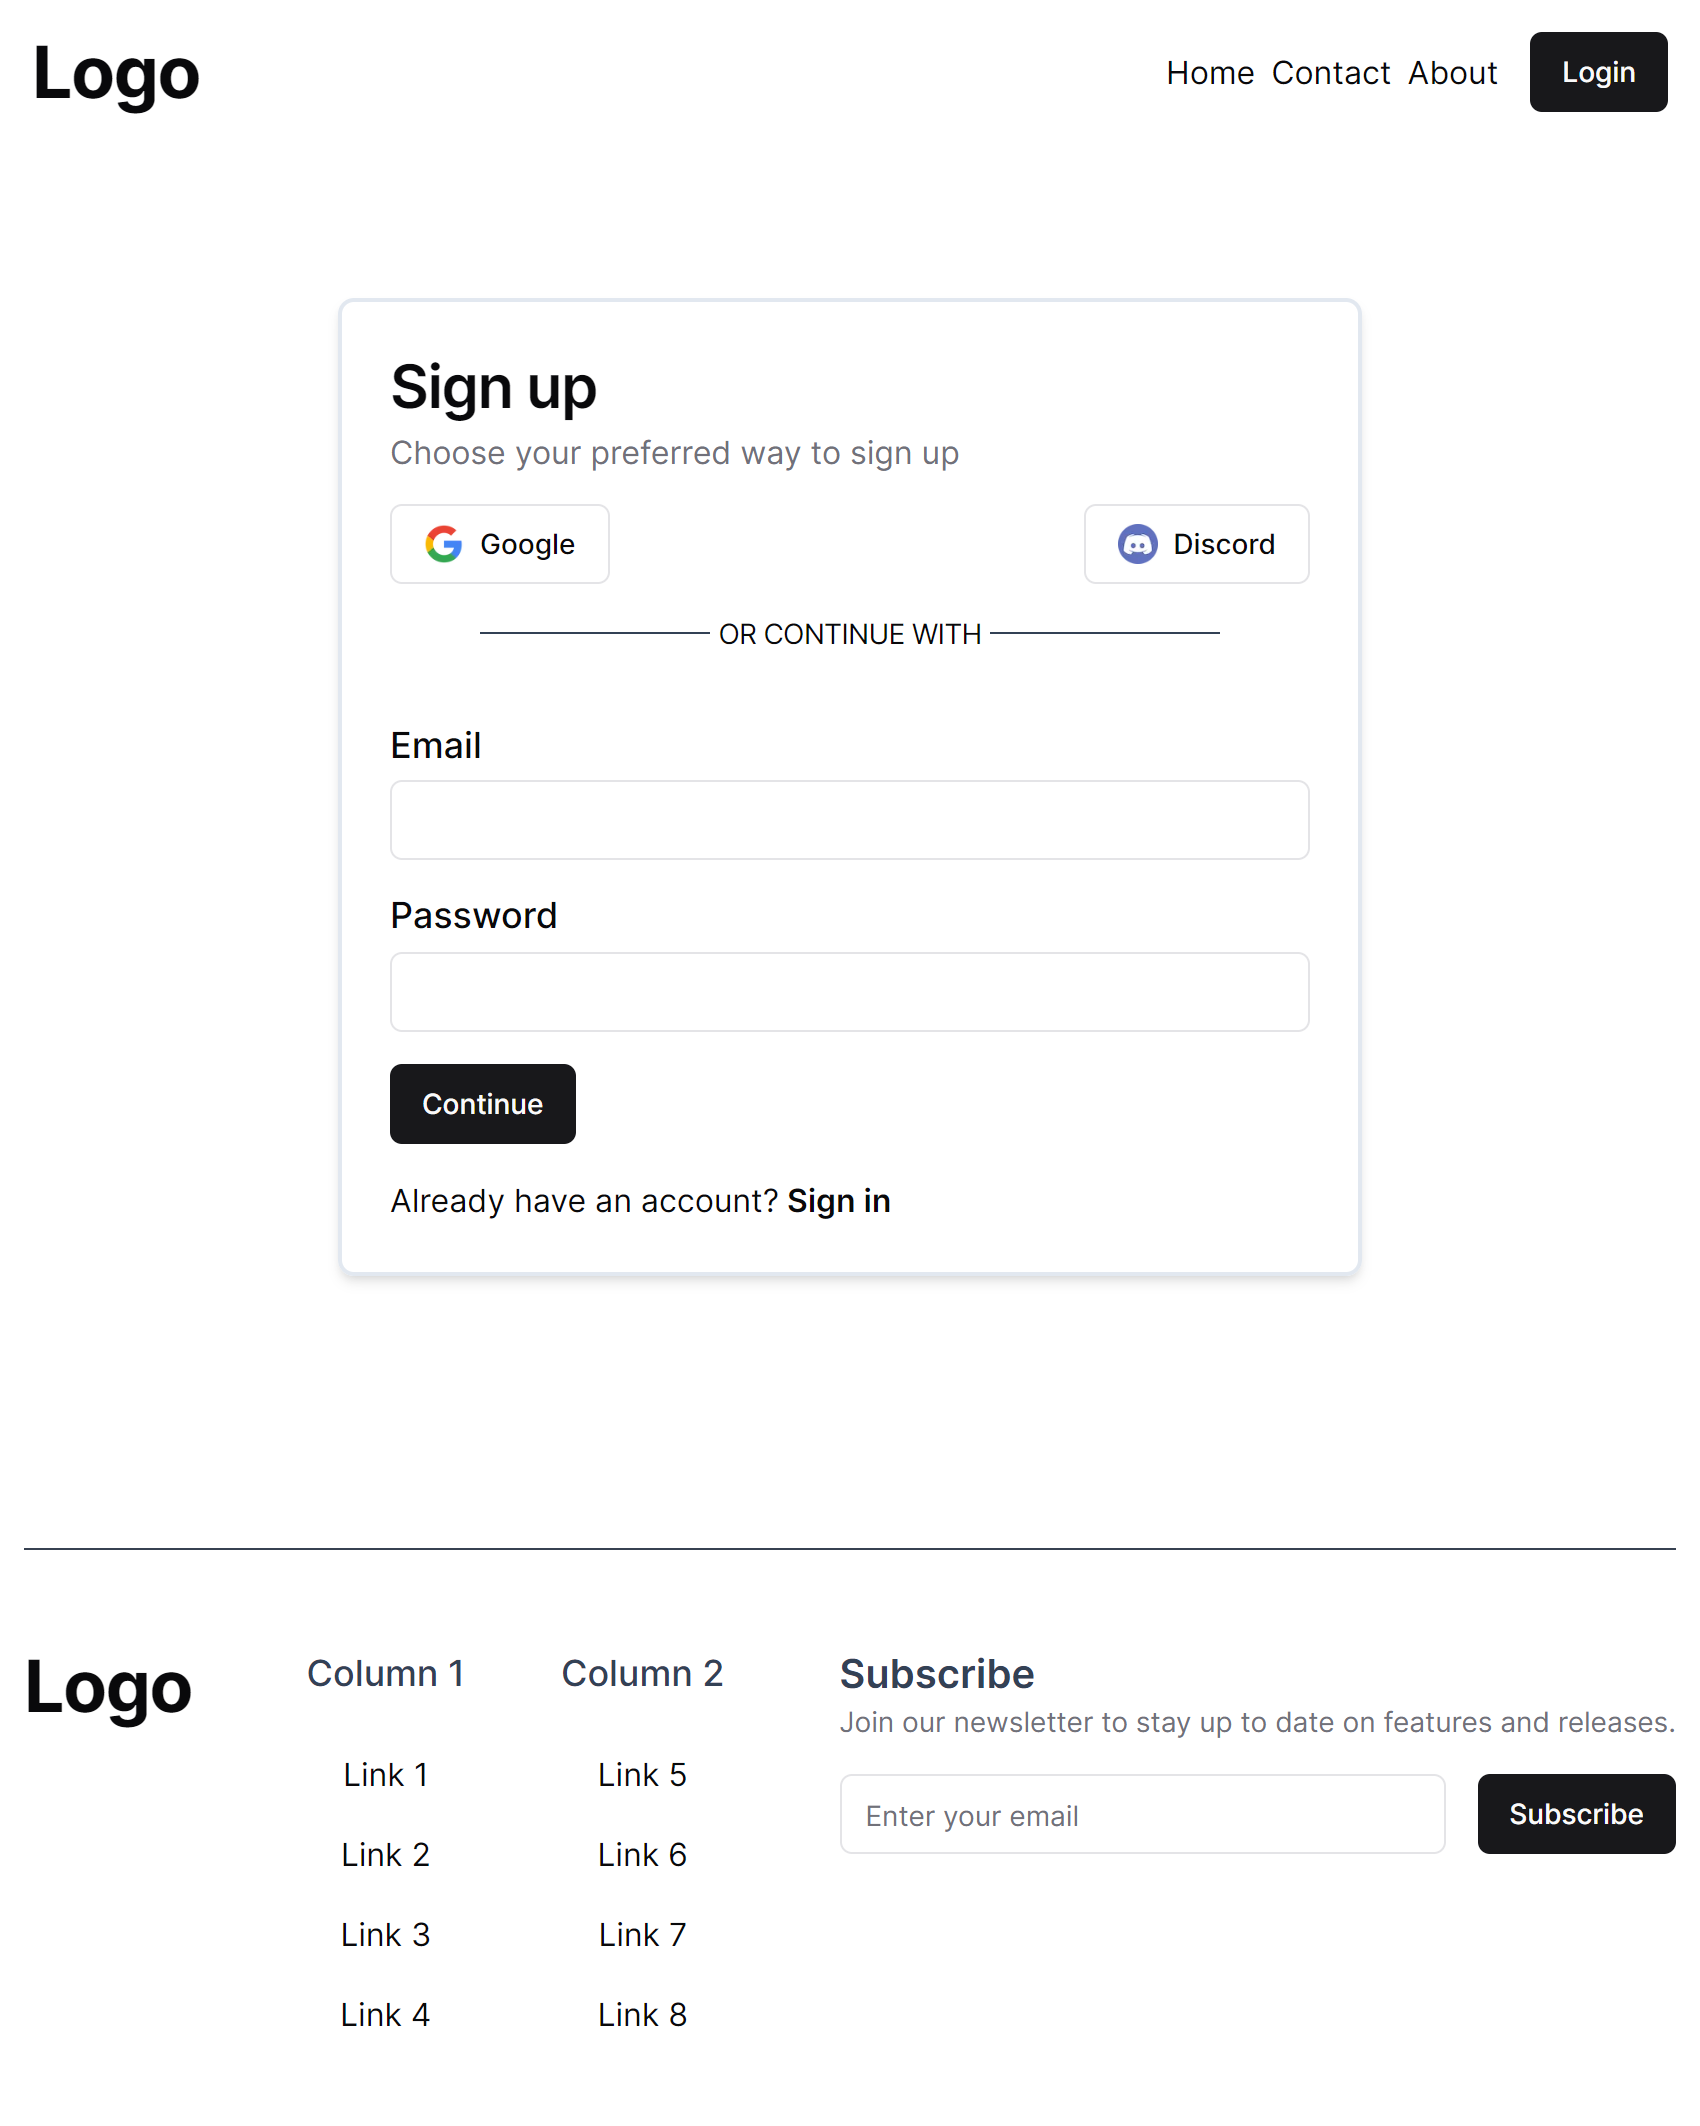 Logo
Home Contact About Login
Sign up
Choose your preferred way to sign up
Google Discord
OR CONTINUE WITH
Email
Password
Continue
Already have an account? Sign in
Logo
Column 1
Link 1
Link 2
Link 3
Link 4
Column 2
Link 5
Link 6
Link 7
Link 8
Subscribe
Join our newsletter to stay up to date on features and releases.
Enter your email Subscribe